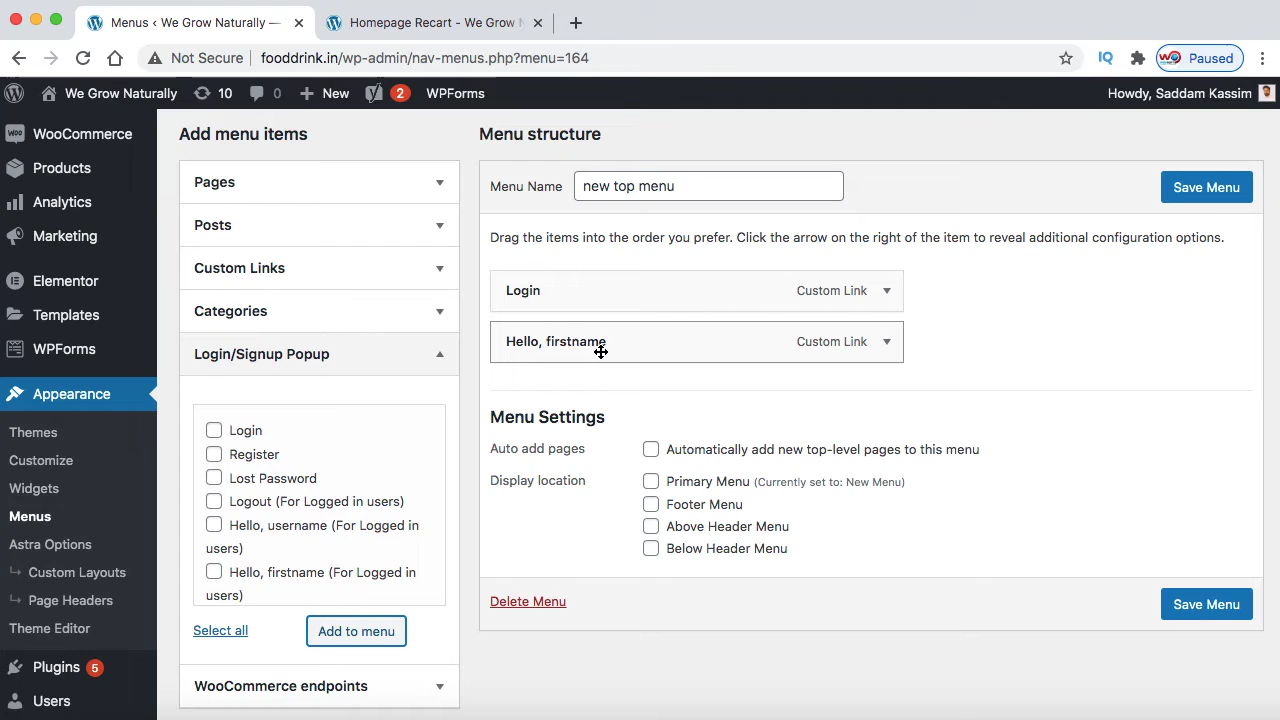 Menus ‹ We Grow Naturally —
Homepage Recart - We Grow N
Not Secure
fooddrink.in/wp-admin/nav-menus.php?menu=164
IQ
Paused
We Grow Naturally
10
0
New
2
WPForms
Howdy, Saddam Kassim
WooCommerce
Products
Analytics
Marketing
Elementor
Templates
WPForms
Appearance
Themes
Customize
Widgets
Menus
Astra Options
Custom Layouts
Page Headers
Theme Editor
Plugins 5
Users
Add menu items
Pages
Posts
Custom Links
Categories
Login/Signup Popup
Login
Register
Lost Password
Logout (For Logged in users)
Hello, username (For Logged in
users)
Hello, firstname (For Logged in
users)
Select all
Add to menu
WooCommerce endpoints
Menu structure
Menu Name
new top menu
Save Menu
Drag the items into the order you prefer. Click the arrow on the right of the item to reveal additional configuration options.
Login
Custom Link
Hello, firstname
Custom Link
Menu Settings
Auto add pages
Automatically add new top-level pages to this menu
Display location
Primary Menu (Currently set to: New Menu)
Footer Menu
Above Header Menu
Below Header Menu
Delete Menu
Save Menu